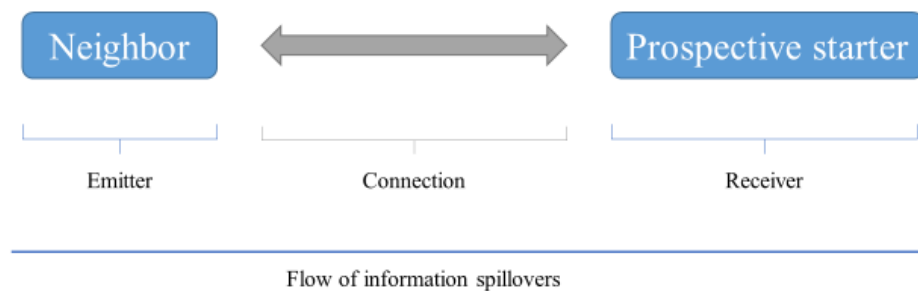 Neighbor
Prospective starter
Emitter
Connection
Receiver
Flow of information spillovers